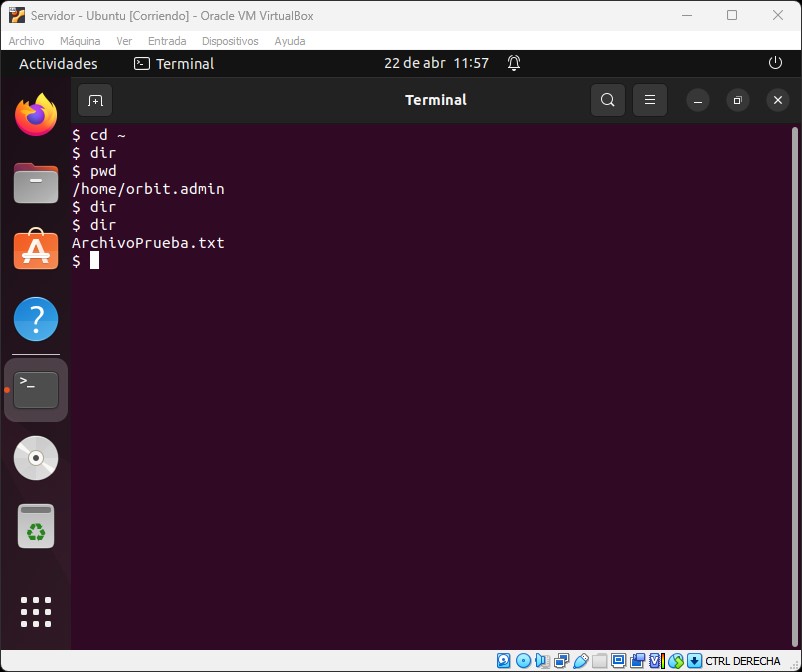 Servidor - Ubuntu [Corriendo] - Oracle VM VirtualBox
Archivo Máquina Ver Entrada Dispositivos Ayuda
Actividades Terminal 22 de abr 11:57
Terminal
$ cd ~
$ dir
$ pwd
/home/orbit.admin
$ dir
$ dir
ArchivoPrueba.txt
$
CTRL DERECHA